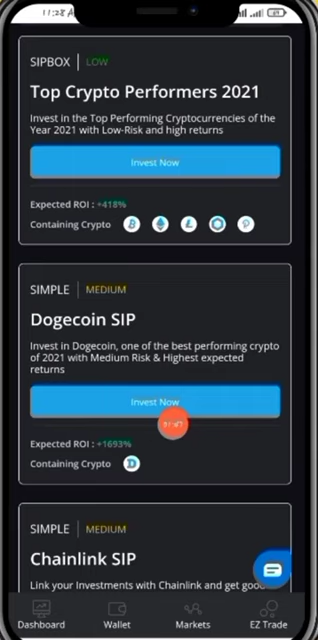 SIPBOX | LOW
Top Crypto Performers 2021
Invest in the Top Performing Cryptocurrencies of the
Year 2021 with Low-Risk and high returns
Invest Now
Expected ROI : +418%
Containing Crypto
SIMPLE | MEDIUM
Dogecoin SIP
Invest in Dogecoin, one of the best performing crypto
of 2021 with Medium Risk & Highest expected
returns
Invest Now
Expected ROI : +1693%
Containing Crypto
SIMPLE | MEDIUM
Chainlink SIP
Link your Investments with Chainlink and get good
Dashboard Wallet Markets EZ Trade